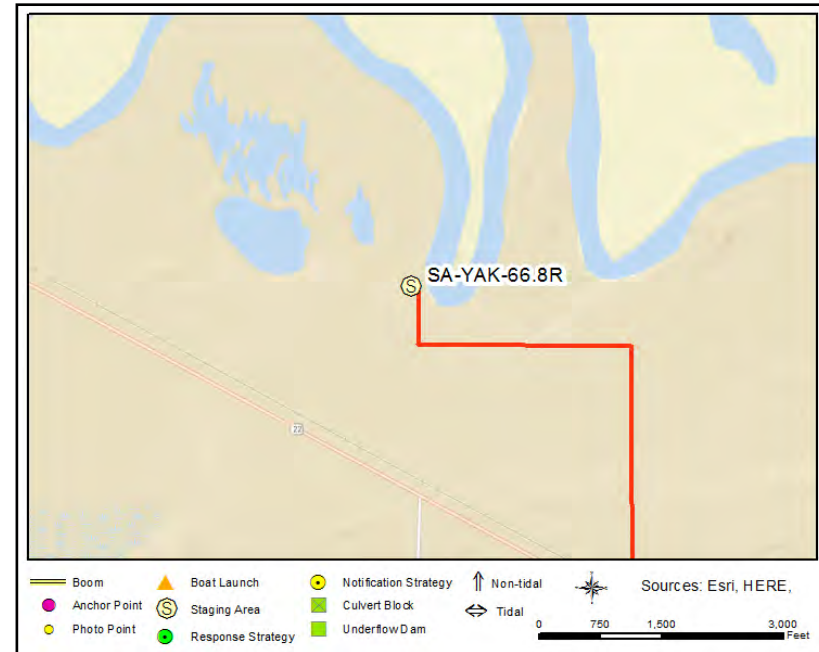 SA-YAK-66.8R
S
22
Boom
Boat Launch
Notification Strategy
Non-tidal
Sources: Esri, HERE,
Anchor Point
S
Staging Area
Culvert Block
Tidal
Photo Point
Response Strategy
Underflow Dam
0 750 1,500 3,000
Feet